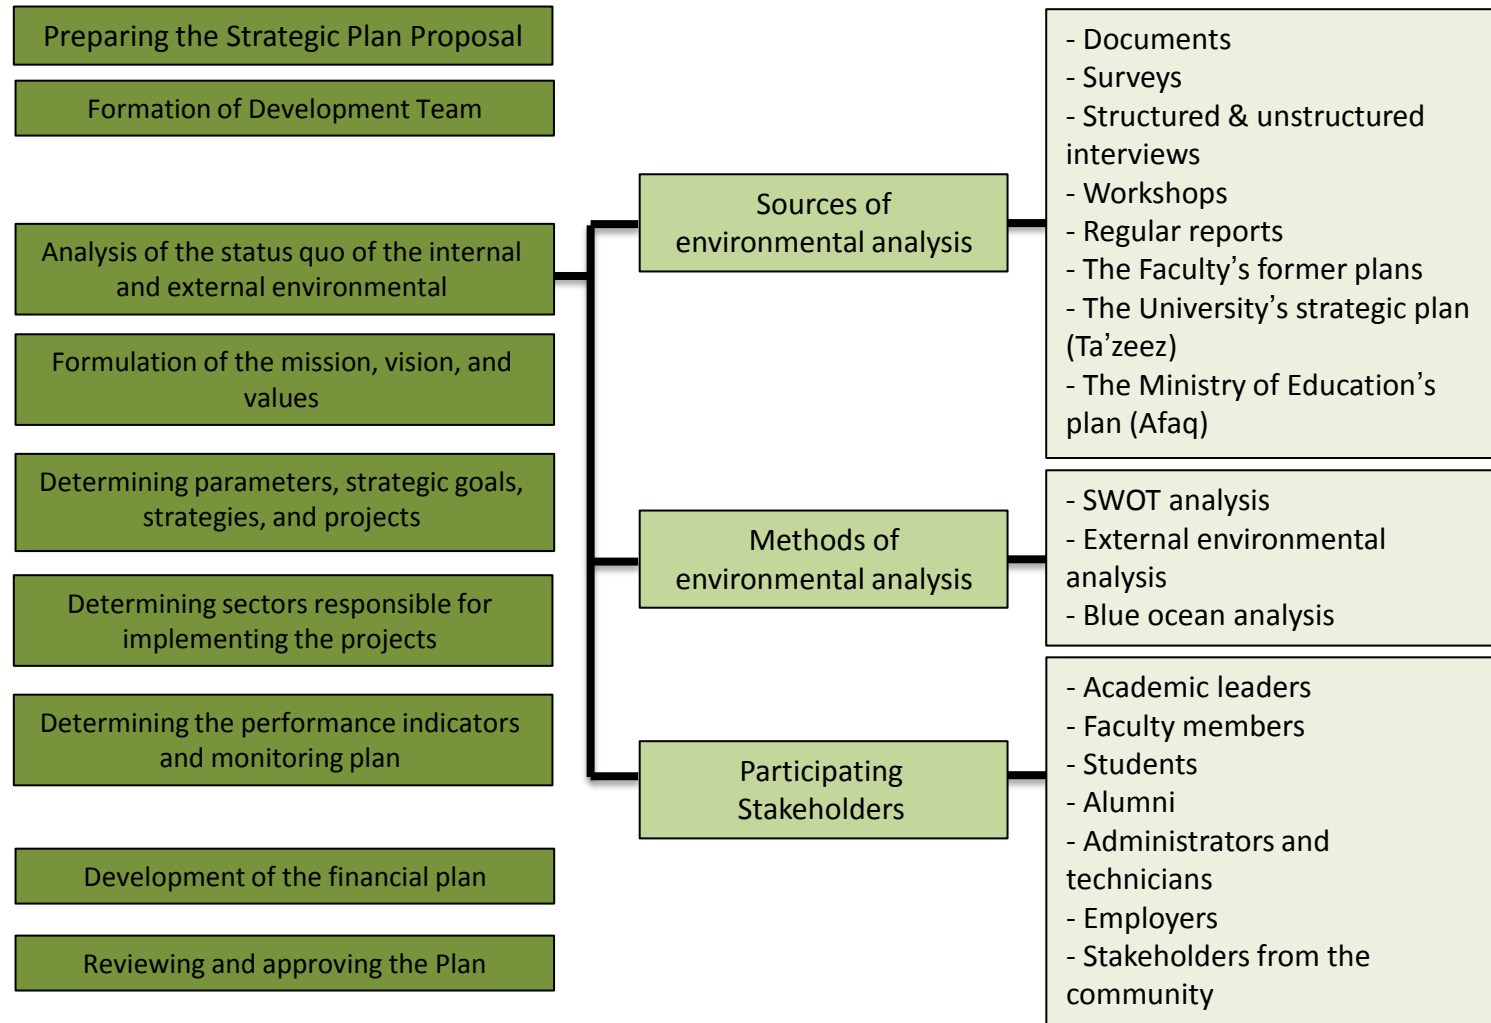 Preparing the Strategic Plan Proposal
Formation of Development Team
Analysis of the status quo of the internal
and external environmental
Formulation of the mission, vision, and
values
Determining parameters, strategic goals,
strategies, and projects
Determining sectors responsible for
implementing the projects
Determining the performance indicators
and monitoring plan
Development of the financial plan
Reviewing and approving the Plan
Sources of
environmental analysis
Methods of
environmental analysis
Participating
Stakeholders
- Documents
- Surveys
- Structured & unstructured
interviews
- Workshops
- Regular reports
- The Faculty’s former plans
- The University’s strategic plan
(Ta’zeez)
- The Ministry of Education’s
plan (Afaq)
- SWOT analysis
- External environmental
analysis
- Blue ocean analysis
- Academic leaders
- Faculty members
- Students
- Alumni
- Administrators and
technicians
- Employers
- Stakeholders from the
community